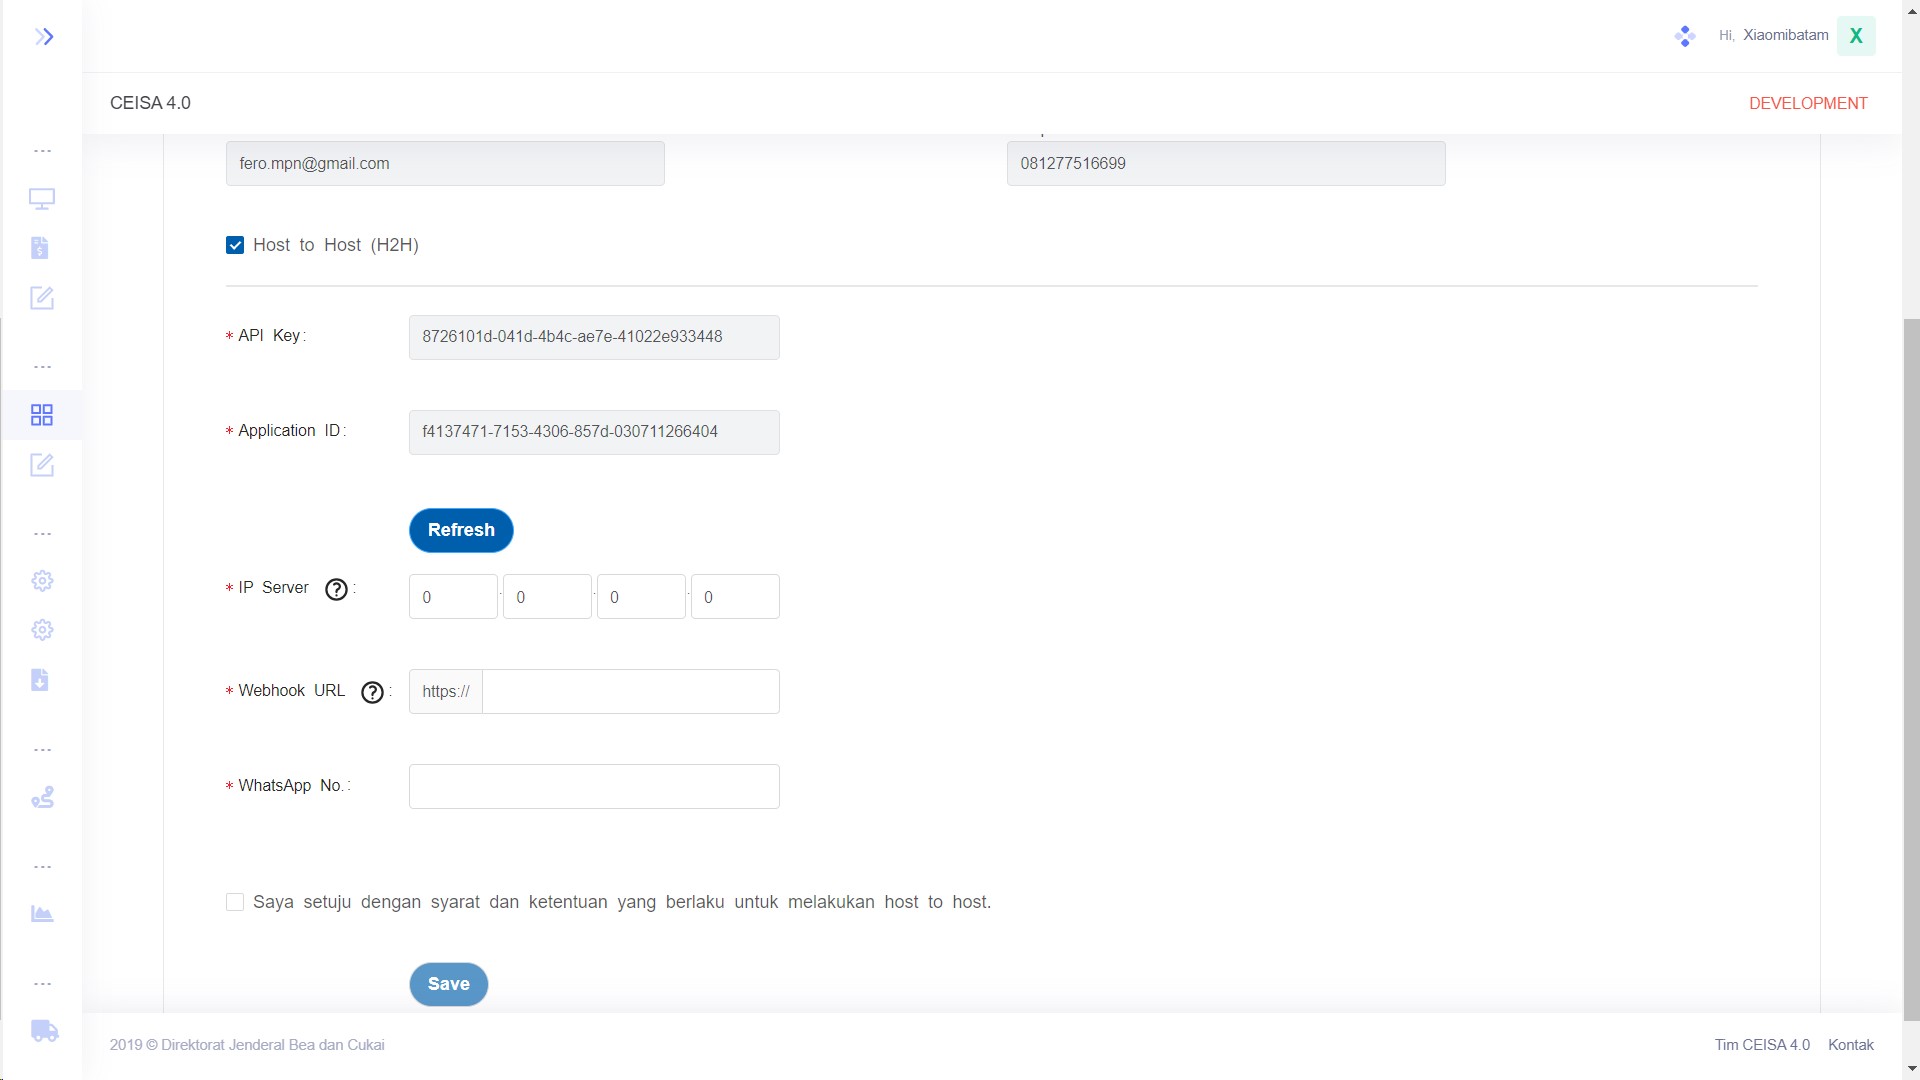 Hi, Xiaomibatam X
CEISA 4.0
DEVELOPMENT
fero.mpn@gmail.com
081277516699
Host to Host (H2H)
* API Key: 8726101d-041d-4b4c-ae7e-41022e933448
* Application ID: f4137471-7153-4306-857d-030711266404
Refresh
* IP Server ? : 0 . 0 . 0 . 0
* Webhook URL ? : https://
* WhatsApp No. :
Saya setuju dengan syarat dan ketentuan yang berlaku untuk melakukan host to host.
Save
2019 © Direktorat Jenderal Bea dan Cukai
Tim CEISA 4.0 Kontak